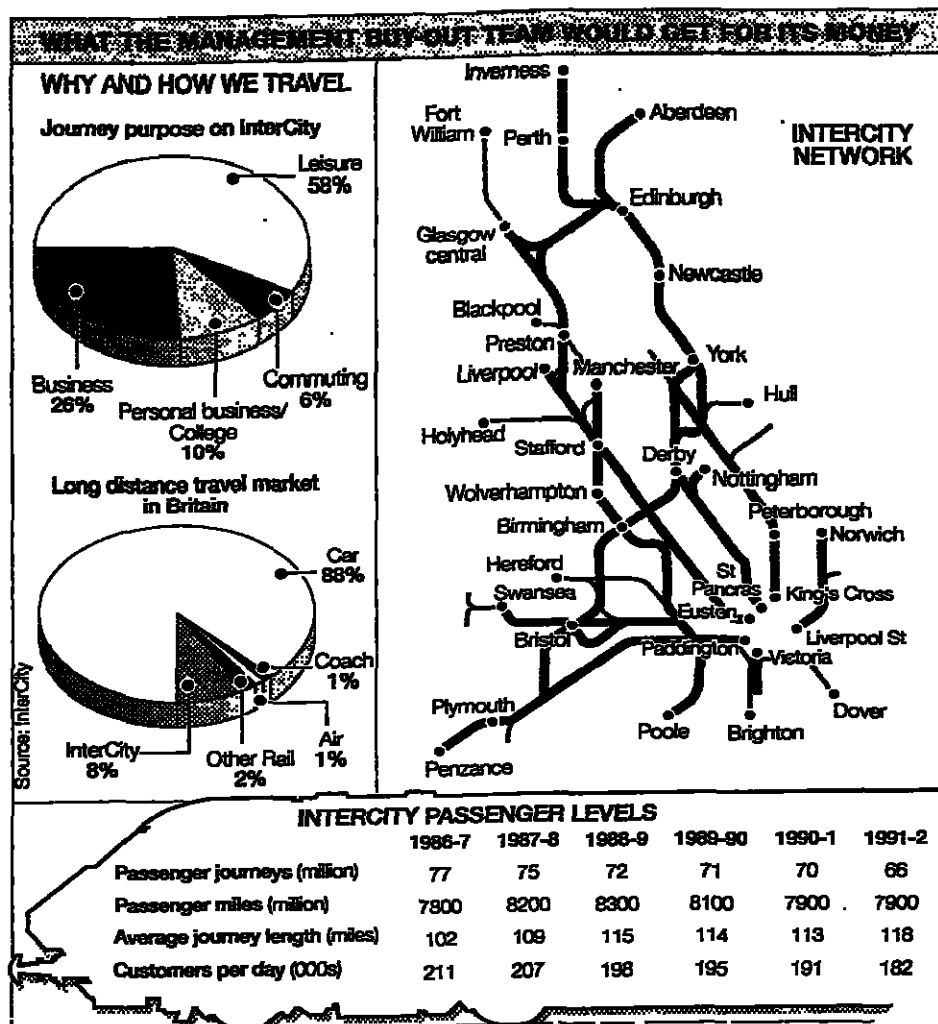 WHAT THE MANAGEMENT BUY-OUT TEAM WOULD GET FOR ITS MONEY
WHY AND HOW WE TRAVEL
Journey purpose on InterCity
Leisure
58%
Business
26%
Personal business/
College
10%
Commuting
6%
Long distance travel market
in Britain
Car
88%
Coach
1%
Air
1%
Other Rail
2%
InterCity
8%
Source: InterCity
INTERCITY
NETWORK
Inverness
Fort
William
Perth
Aberdeen
Edinburgh
Glasgow
central
Newcastle
Blackpool
Preston
York
Liverpool
Manchester
Hull
Holyhead
Stafford
Derby
Nottingham
Wolverhampton
Peterborough
Birmingham
Norwich
Hereford
St
Pancras
King's Cross
Swansea
Euston
Bristol
Paddington
Liverpool St
Victoria
Plymouth
Poole
Brighton
Dover
Penzance
INTERCITY PASSENGER LEVELS
1986-7 1987-8 1988-9 1989-90 1990-1 1991-2
Passenger journeys (million) 77 75 72 71 70 66
Passenger miles (million) 7800 8200 8300 8100 7900 7900
Average journey length (miles) 102 109 115 114 113 118
Customers per day (000s) 211 207 198 195 191 182